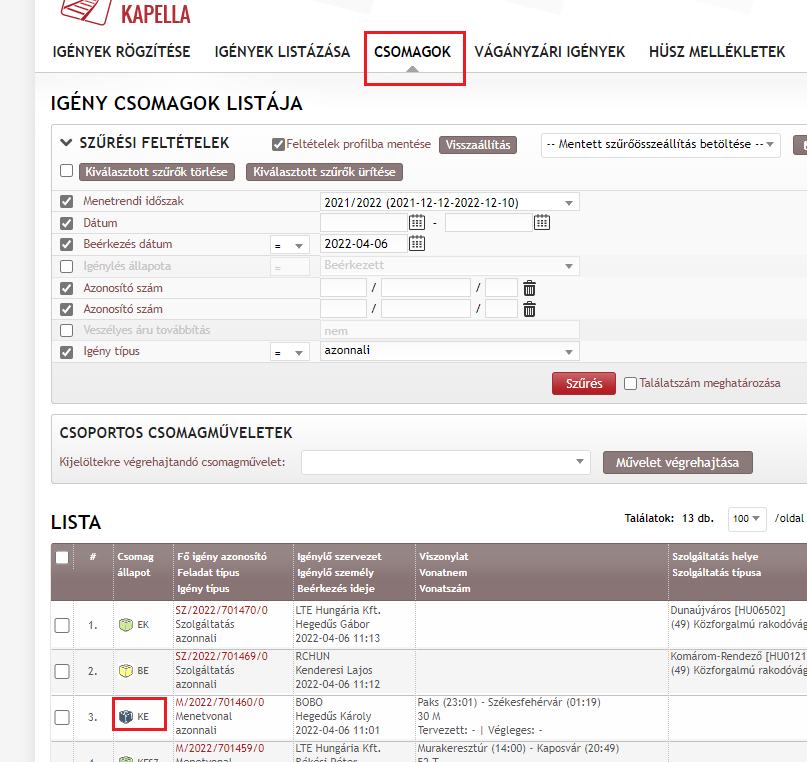 KAPELLA
IGÉNYEK RÖGZÍTÉSE IGÉNYEK LISTÁZÁSA CSOMAGOK VÁGÁNYZÁRI IGÉNYEK HÜSZ MELLÉKLETEK
IGÉNY CSOMAGOK LISTÁJA
SZŰRÉSI FELTÉTELEK Feltételek profilba mentése Visszaállítás -- Mentett szűrőösszeállítás betöltése --
Kiválasztott szűrők törlése Kiválasztott szűrők ürítése
Menetrendi időszak 2021/2022 (2021-12-12-2022-12-10)
Dátum -
Beérkezés dátum = 2022-04-06
Igénylés állapota = Beérkezett
Azonosító szám / /
Azonosító szám / /
Veszélyes áru továbbítás nem
Igény típus = azonnali
Szűrés Találatszám meghatározása
CSOPORTOS CSOMAGMŰVELETEK
Kijelöltekre végrehajtandó csomagművelet: Művelet végrehajtása
LISTA Találatok: 13 db. 100 /oldal
# Csomag állapot Fő igény azonosító Feladat típus Igény típus Igénylő szervezet Igénylő személy Beérkezés ideje Viszonylat Vonatnem Vonatszám Szolgáltatás helye Szolgáltatás típusa
SZ/2022/701470/0 LTE Hungária Kft. Dunaújváros [HU06502]
1. EK Szolgáltatás Hegedűs Gábor (49) Közforgalmú rakodóvág
azonnali 2022-04-06 11:13
SZ/2022/701469/0 RCHUN Komárom-Rendező [HU0121
2. BE Szolgáltatás Kenderesi Lajos (49) Közforgalmú rakodóvág
azonnali 2022-04-06 11:12
M/2022/701460/0 BOBO Paks (23:01) - Székesfehérvár (01:19)
3. KE Menetvonal Hegedűs Károly 30 M
azonnali 2022-04-06 11:01 Tervezett: - | Végleges: -
M/2022/701459/0 LTE Hungária Kft. Murakeresztúr (14:00) - Kaposvár (20:49)